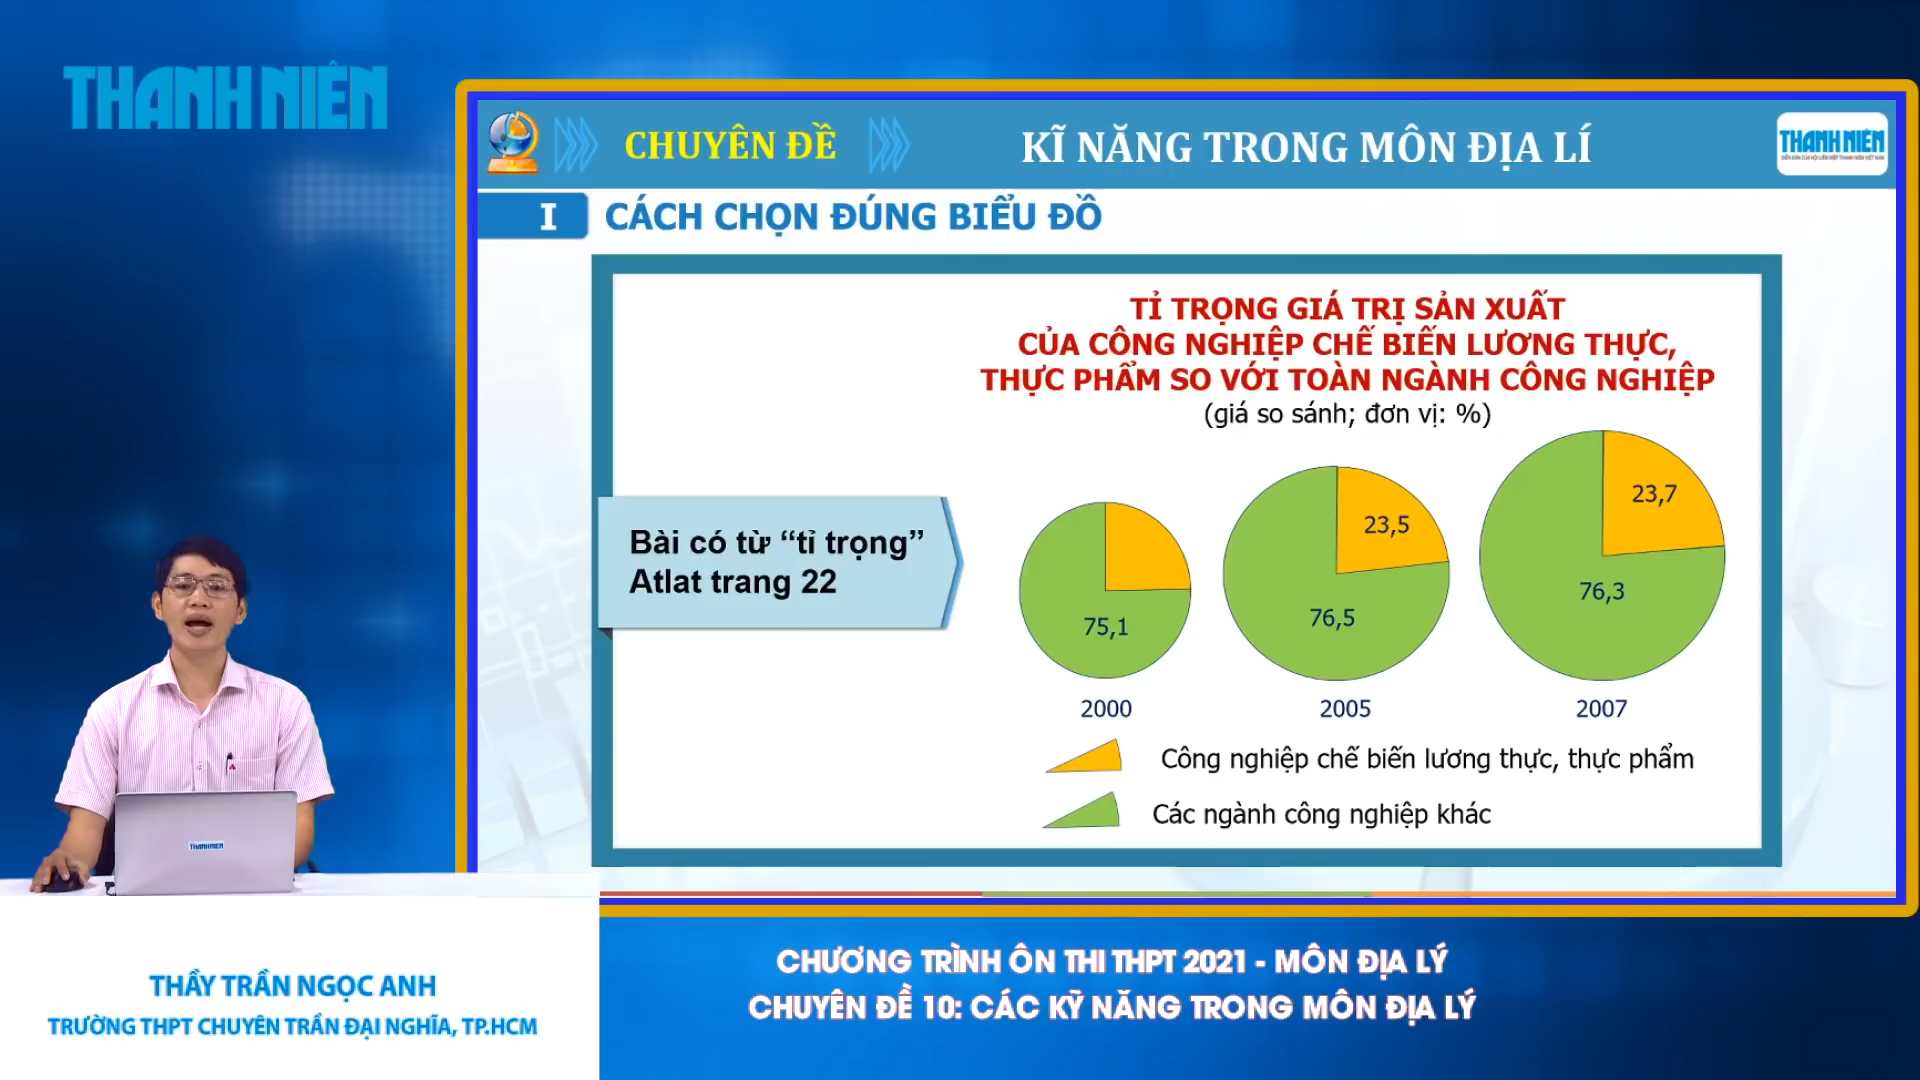 THANH NIÊN
CHUYÊN ĐỀ
KĨ NĂNG TRONG MÔN ĐỊA LÍ
THANH NIÊN
I
CÁCH CHỌN ĐÚNG BIỂU ĐỒ
TỈ TRỌNG GIÁ TRỊ SẢN XUẤT
CỦA CÔNG NGHIỆP CHẾ BIẾN LƯƠNG THỰC,
THỰC PHẨM SO VỚI TOÀN NGÀNH CÔNG NGHIỆP
(giá so sánh; đơn vị: %)
Bài có từ “tỉ trọng”
Atlat trang 22
75,1
23,5
76,5
23,7
76,3
2000
2005
2007
Công nghiệp chế biến lương thực, thực phẩm
Các ngành công nghiệp khác
THANH NIÊN
THẦY TRẦN NGỌC ANH
TRƯỜNG THPT CHUYÊN TRẦN ĐẠI NGHĨA, TP.HCM
CHƯƠNG TRÌNH ÔN THI THPT 2021 - MÔN ĐỊA LÝ
CHUYÊN ĐỀ 10: CÁC KỸ NĂNG TRONG MÔN ĐỊA LÝ